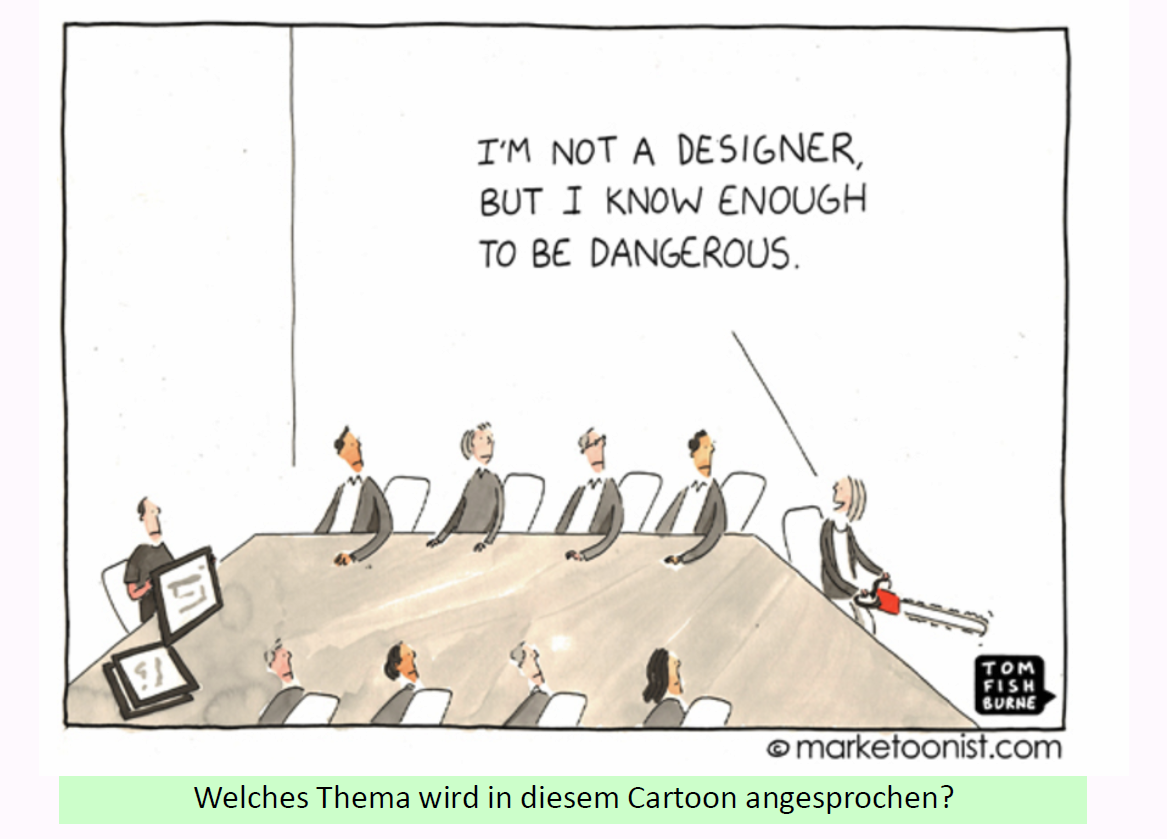 I'M NOT A DESIGNER,
BUT I KNOW ENOUGH
TO BE DANGEROUS.
TOM
FISH
BURNE
© marketoonist.com
Welches Thema wird in diesem Cartoon angesprochen?